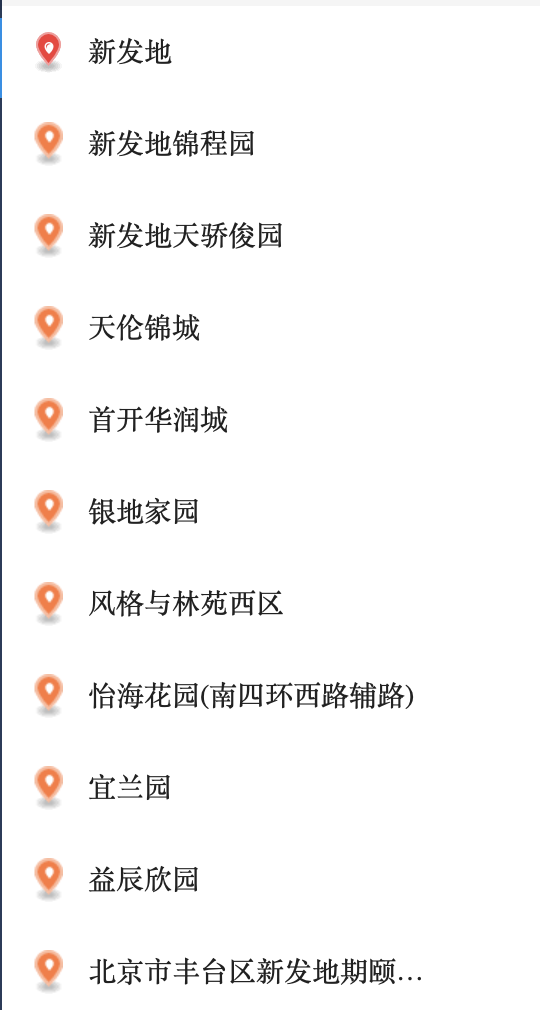 新发地
新发地锦程园
新发地天骄俊园
天伦锦城
首开华润城
银地家园
风格与林苑西区
怡海花园(南四环西路辅路)
宜兰园
益辰欣园
北京市丰台区新发地期颐...